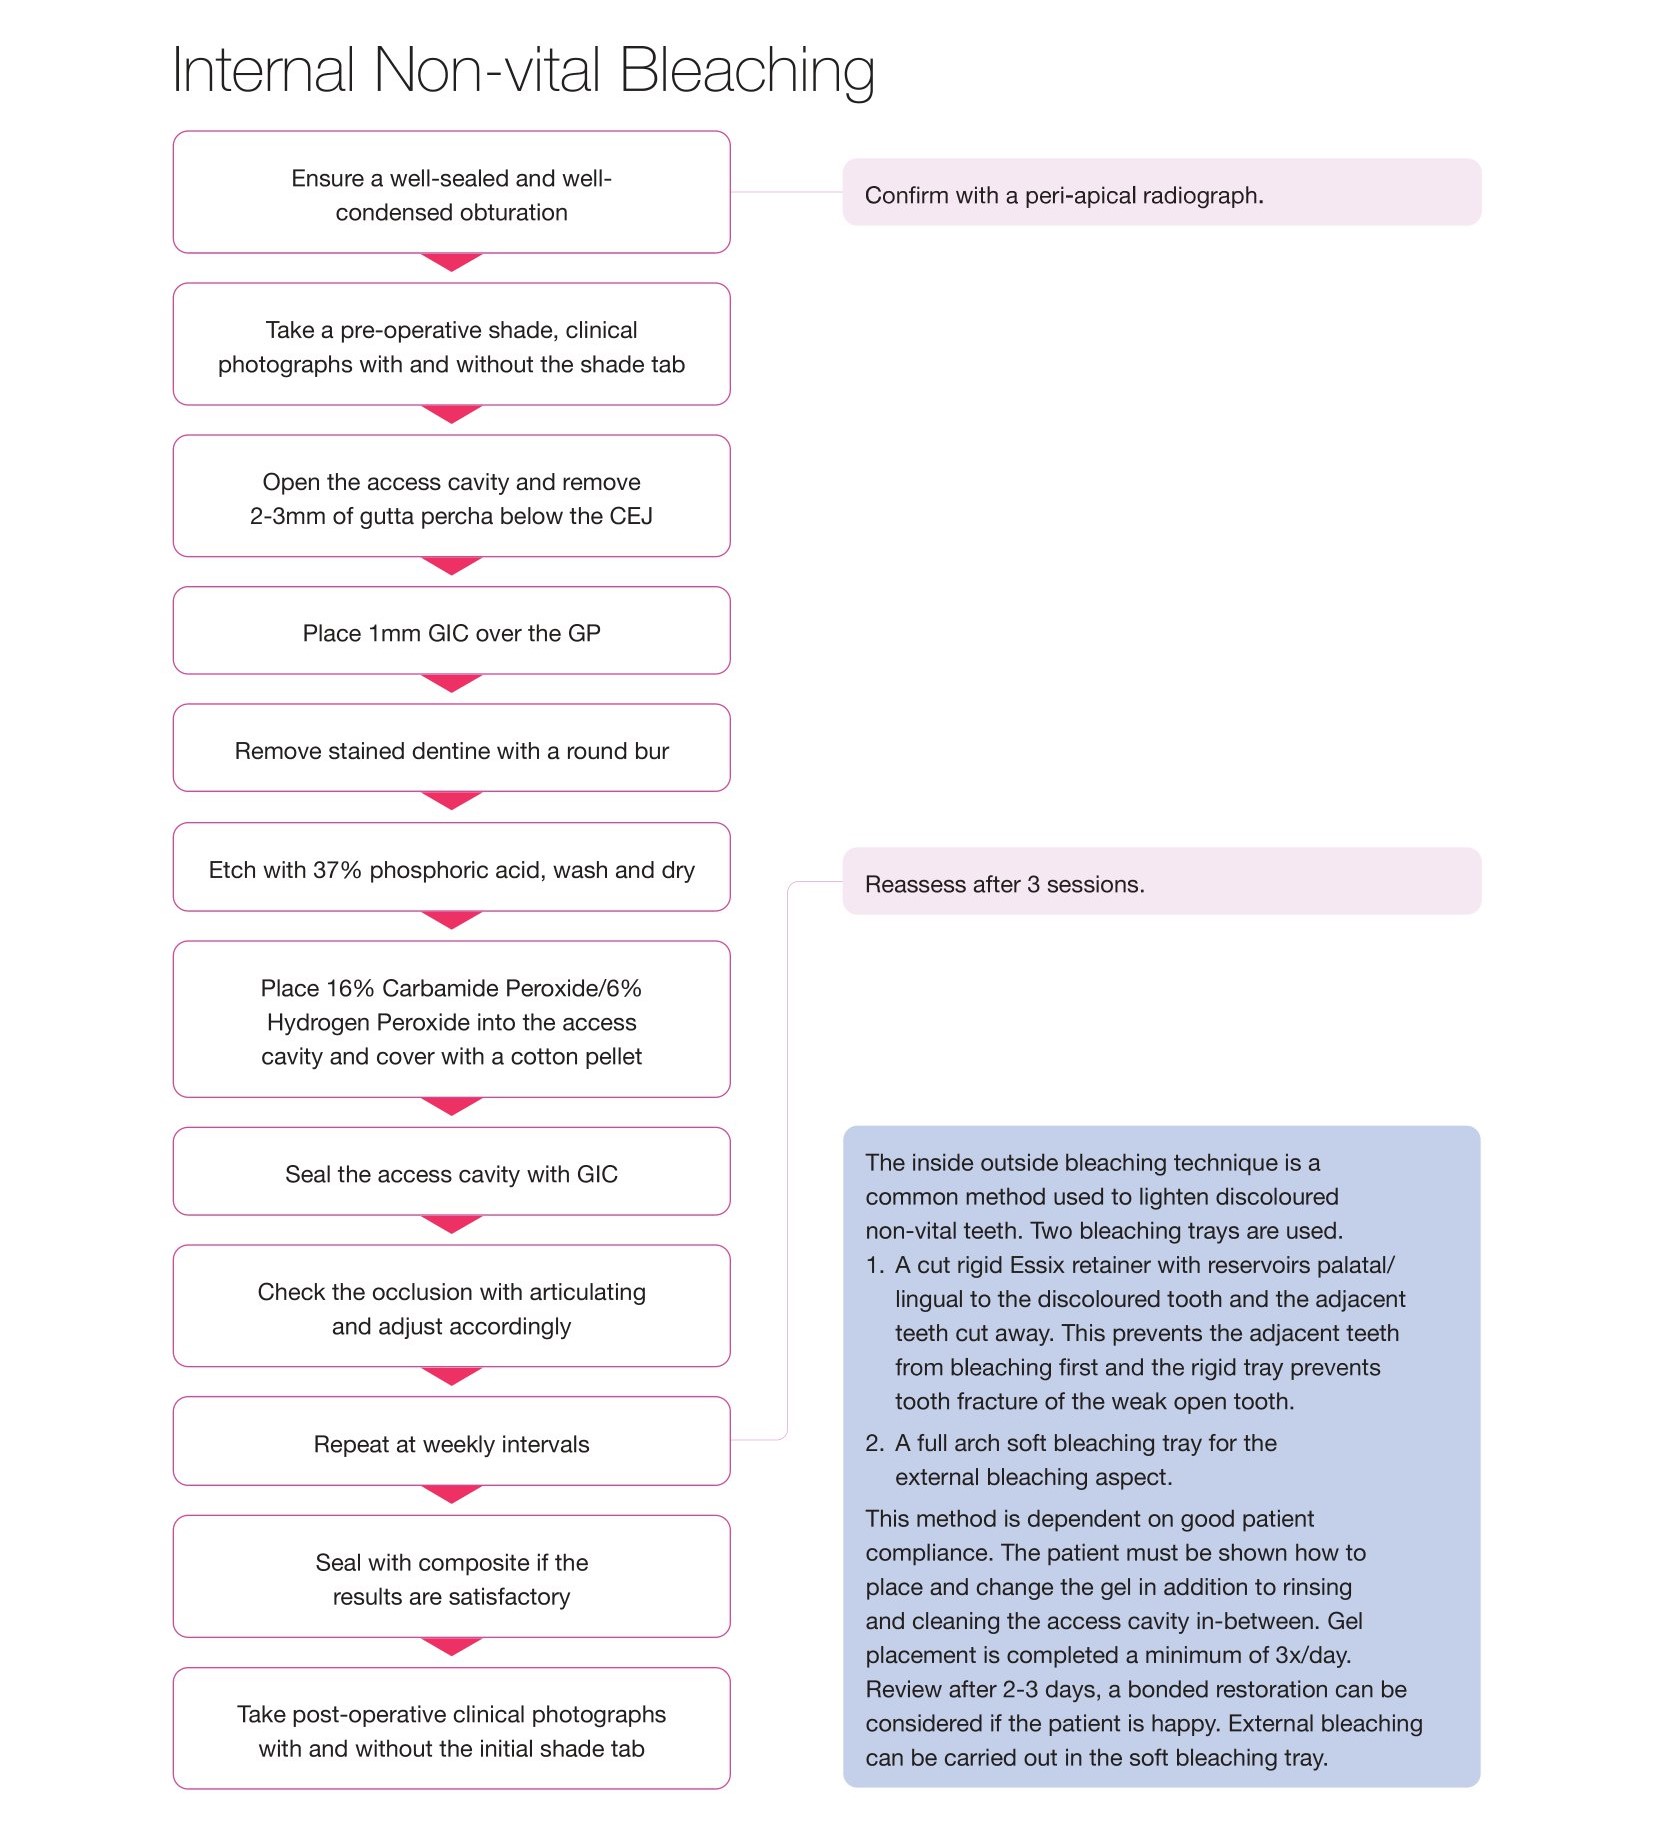 Internal Non-vital Bleaching
Ensure a well-sealed and well-
condensed obturation
Confirm with a peri-apical radiograph.
Take a pre-operative shade, clinical
photographs with and without the shade tab
Open the access cavity and remove
2-3mm of gutta percha below the CEJ
Place 1mm GIC over the GP
Remove stained dentine with a round bur
Etch with 37% phosphoric acid, wash and dry
Reassess after 3 sessions.
Place 16% Carbamide Peroxide/6%
Hydrogen Peroxide into the access
cavity and cover with a cotton pellet
Seal the access cavity with GIC
Check the occlusion with articulating
and adjust accordingly
Repeat at weekly intervals
Seal with composite if the
results are satisfactory
Take post-operative clinical photographs
with and without the initial shade tab
The inside outside bleaching technique is a
common method used to lighten discoloured
non-vital teeth. Two bleaching trays are used.
1. A cut rigid Essix retainer with reservoirs palatal/
lingual to the discoloured tooth and the adjacent
teeth cut away. This prevents the adjacent teeth
from bleaching first and the rigid tray prevents
tooth fracture of the weak open tooth.
2. A full arch soft bleaching tray for the
external bleaching aspect.
This method is dependent on good patient
compliance. The patient must be shown how to
place and change the gel in addition to rinsing
and cleaning the access cavity in-between. Gel
placement is completed a minimum of 3x/day.
Review after 2-3 days, a bonded restoration can be
considered if the patient is happy. External bleaching
can be carried out in the soft bleaching tray.